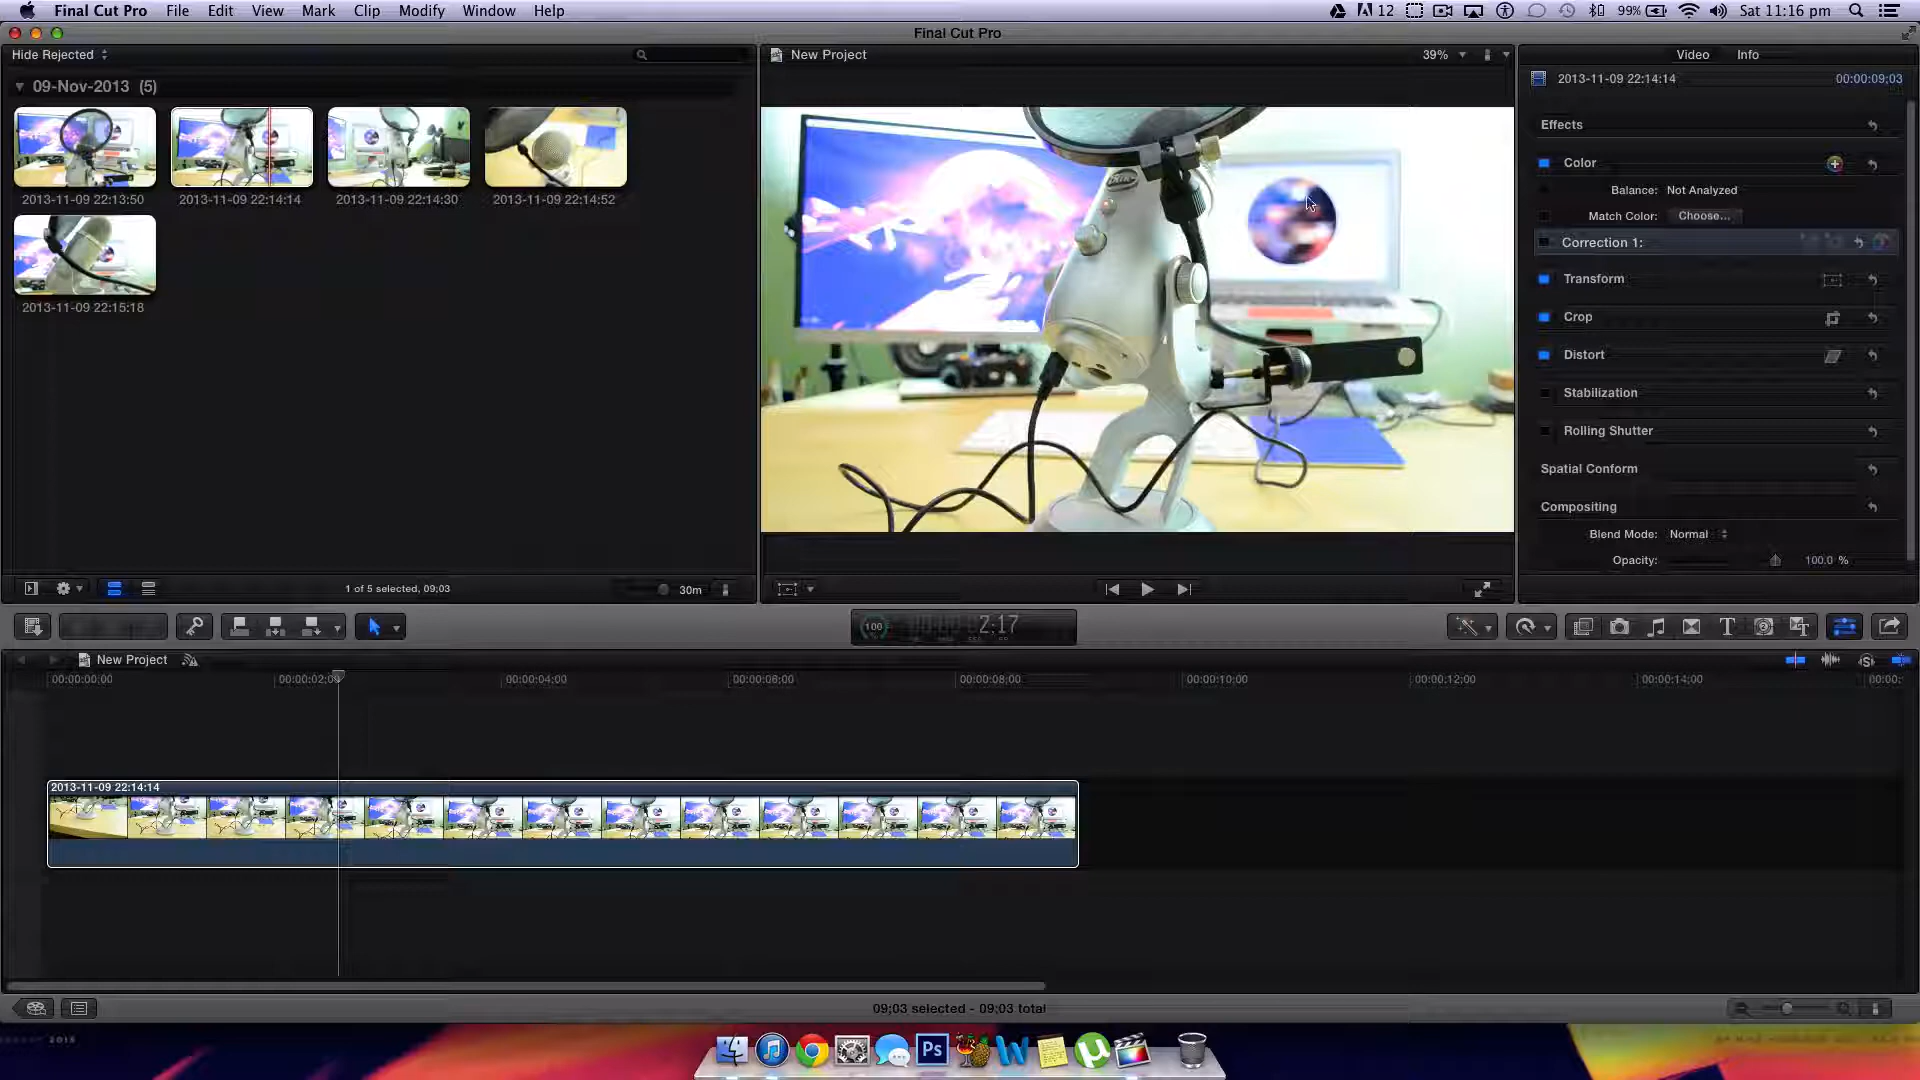 Final Cut Pro File Edit View Mark Clip Modify Window Help
12 99% Sat 11:16 pm
Final Cut Pro
Hide Rejected
New Project 39%
Video Info
09-Nov-2013 (5)
2013-11-09 22:14:14 00:00:09;03
2013-11-09 22:13:50 2013-11-09 22:14:14 2013-11-09 22:14:30 2013-11-09 22:14:52
2013-11-09 22:15:18
Effects
Color
Balance: Not Analyzed
Match Color: Choose...
Correction 1:
Transform
Crop
Distort
Stabilization
Rolling Shutter
Spatial Conform
Compositing
Blend Mode: Normal
Opacity: 100.0 %
1 of 5 selected, 09;03 30m
100 2:17
New Project
00:00:00;00 00:00:02;00 00:00:04;00 00:00:06;00 00:00:08;00 00:00:10;00 00:00:12;00 00:00:14;00 00:00:
2013-11-09 22:14:14
09;03 selected - 09;03 total
Ps